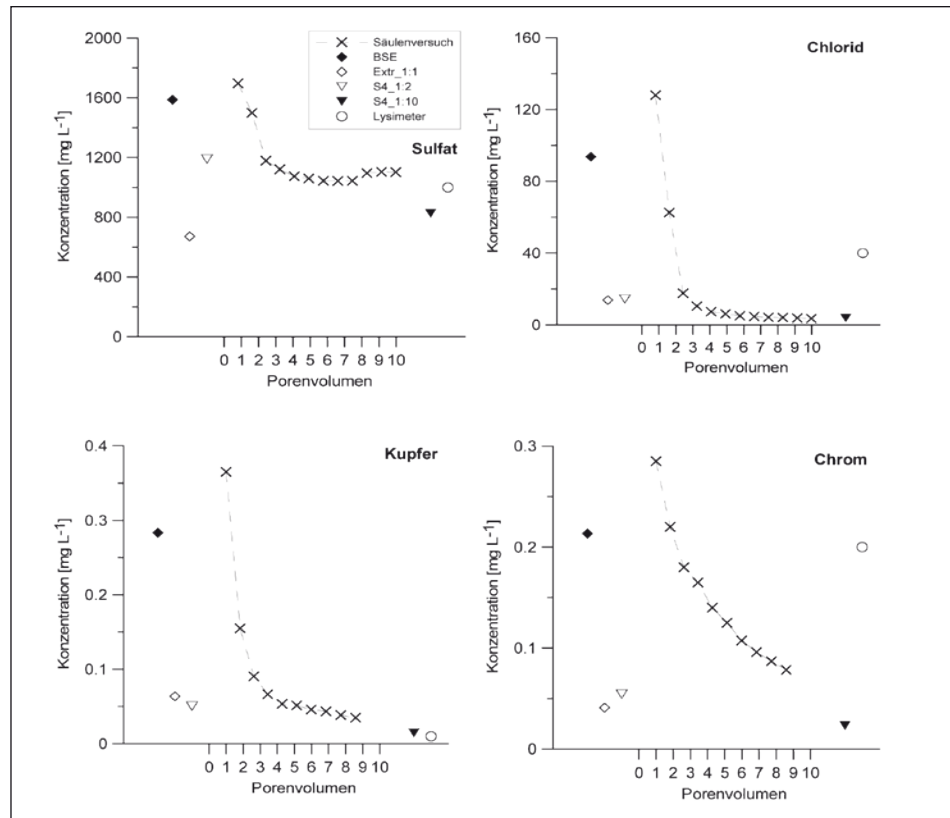 2000
1600
1200
800
400
0
Konzentration [mg L⁻¹]
Säulenversuch
BSE
Extr_1:1
S4_1:2
S4_1:10
Lysimeter
Sulfat
0 1 2 3 4 5 6 7 8 9 10
Porenvolumen
160
120
80
40
0
Konzentration [mg L⁻¹]
Chlorid
0 1 2 3 4 5 6 7 8 9 10
Porenvolumen
0.4
0.3
0.2
0.1
0
Konzentration [mg L⁻¹]
Kupfer
0 1 2 3 4 5 6 7 8 9 10
Porenvolumen
0.3
0.2
0.1
0
Konzentration [mg L⁻¹]
Chrom
0 1 2 3 4 5 6 7 8 9 10
Porenvolumen